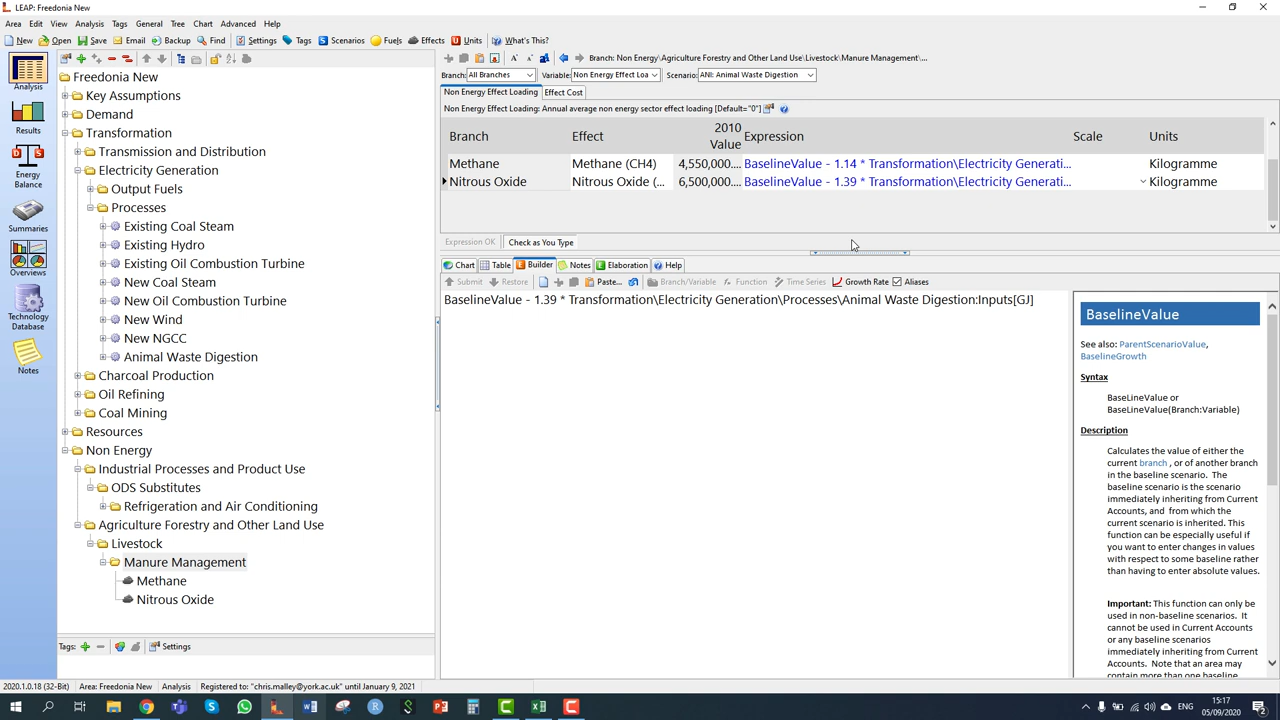 LEAP: Freedonia New
Area Edit View Analysis Tags General Tree Chart Advanced Help
New Open Save Email Backup Find Settings Tags Scenarios Fuels Effects Units What's This?
Analysis
Results
Energy
Balance
Summaries
Overviews
Technology
Database
Notes
Freedonia New
Key Assumptions
Demand
Transformation
Transmission and Distribution
Electricity Generation
Output Fuels
Processes
Existing Coal Steam
Existing Hydro
Existing Oil Combustion Turbine
New Coal Steam
New Oil Combustion Turbine
New Wind
New NGCC
Animal Waste Digestion
Charcoal Production
Oil Refining
Coal Mining
Resources
Non Energy
Industrial Processes and Product Use
ODS Substitutes
Refrigeration and Air Conditioning
Agriculture Forestry and Other Land Use
Livestock
Manure Management
Methane
Nitrous Oxide
Tags: Settings
Branch: Non Energy\Agriculture Forestry and Other Land Use\Livestock\Manure Management\...
Branch: All Branches Variable: Non Energy Effect Loa Scenario: ANI: Animal Waste Digestion
Non Energy Effect Loading Effect Cost
Non Energy Effect Loading: Annual average non energy sector effect loading [Default="0"]
Branch Effect 2010 Value Expression Scale Units
Methane Methane (CH4) 4,550,000.... BaselineValue - 1.14 * Transformation\Electricity Generati... Kilogramme
Nitrous Oxide Nitrous Oxide (... 6,500,000.... BaselineValue - 1.39 * Transformation\Electricity Generati... Kilogramme
Expression OK Check as You Type
Chart Table Builder Notes Elaboration Help
Submit Restore Paste... Branch/Variable Function Time Series Growth Rate Aliases
BaselineValue - 1.39 * Transformation\Electricity Generation\Processes\Animal Waste Digestion:Inputs[GJ]
BaselineValue
See also: ParentScenarioValue,
BaselineGrowth
Syntax
BaseLineValue or
BaseLineValue(Branch:Variable)
Description
Calculates the value of either the
current branch , or of another branch
in the baseline scenario. The
baseline scenario is the scenario
immediately inheriting from Current
Accounts, and from which the
current scenario is inherited. This
function can be especially useful if
you want to enter changes in values
with respect to some baseline rather
than having to enter absolute values.
Important: This function can only be
used in non-baseline scenarios. It
cannot be used in Current Accounts
or any baseline scenarios
immediately inheriting from Current
Accounts. Note that an area may
contain more than one baseline
2020.1.0.18 (32-Bit) Area: Freedonia New Analysis Registered to: "chris.malley@york.ac.uk" until January 9, 2021
ENG 15:17
05/09/2020